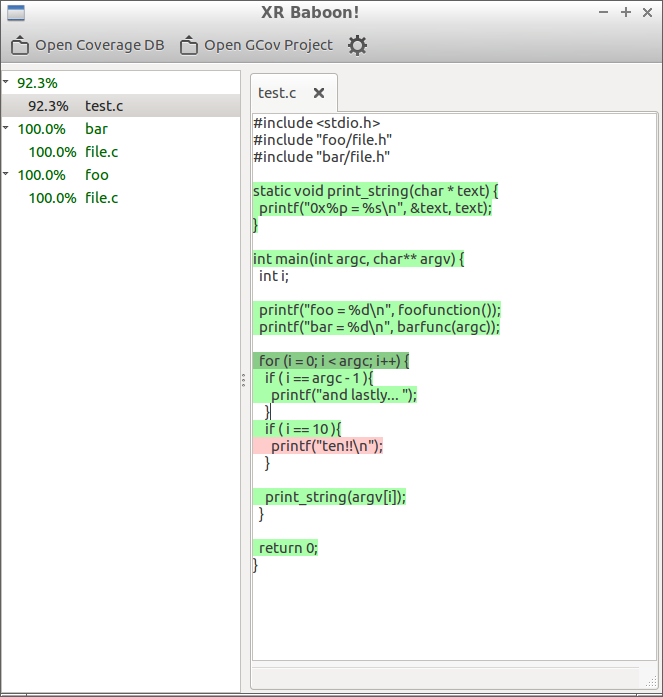 XR Baboon!
Open Coverage DB
Open GCov Project
92.3%
92.3% test.c
100.0% bar
100.0% file.c
100.0% foo
100.0% file.c
test.c
#include <stdio.h>
#include "foo/file.h"
#include "bar/file.h"
static void print_string(char * text) {
printf("0x%p = %s\n", &text, text);
}
int main(int argc, char** argv) {
int i;
printf("foo = %d\n", foofunction());
printf("bar = %d\n", barfunc(argc));
for (i = 0; i < argc; i++) {
if ( i == argc - 1 ){
printf("and lastly... ");
}
if ( i == 10 ){
printf("ten!!\n");
}
print_string(argv[i]);
}
return 0;
}